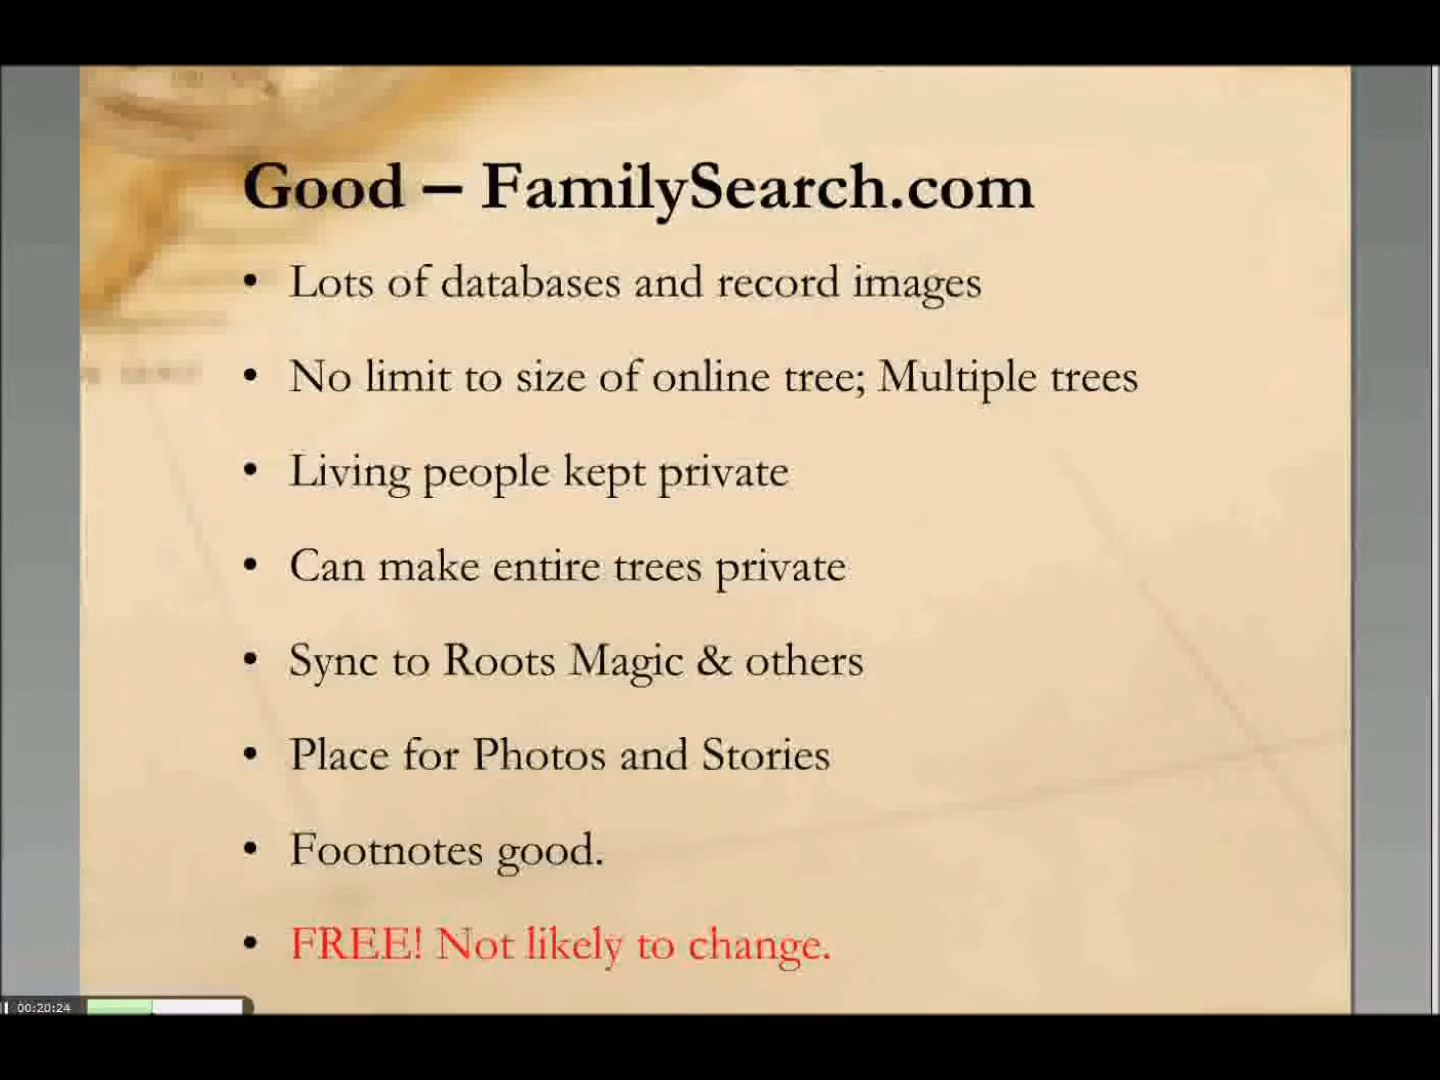 Good – FamilySearch.com
• Lots of databases and record images
• No limit to size of online tree; Multiple trees
• Living people kept private
• Can make entire trees private
• Sync to Roots Magic & others
• Place for Photos and Stories
• Footnotes good.
• FREE! Not likely to change.
00:20:24